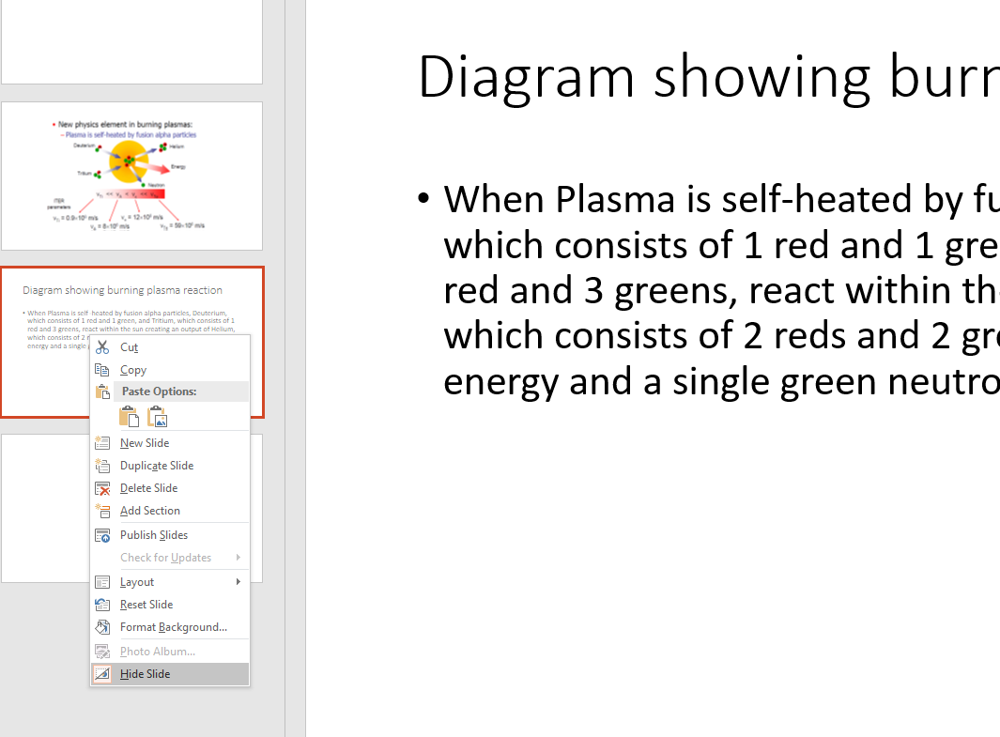 • New physics element in burning plasmas:
– Plasma is self-heated by fusion alpha particles
Deuterium
Helium
Energy
Tritium
Neutron
ITER
parameters
Diagram showing burning plasma reaction
• When Plasma is self-heated by fusion alpha particles, Deuterium,
which consists of 1 red and 1 green, and Tritium, which consists of 1
red and 3 greens, react within the sun creating an output of Helium,
which consists of 2
energy and a single
Cut
Copy
Paste Options:
New Slide
Duplicate Slide
Delete Slide
Add Section
Publish Slides
Check for Updates
Layout
Reset Slide
Format Background...
Photo Album...
Hide Slide
Diagram showing burn
• When Plasma is self-heated by fu
which consists of 1 red and 1 gre
red and 3 greens, react within th
which consists of 2 reds and 2 gre
energy and a single green neutro